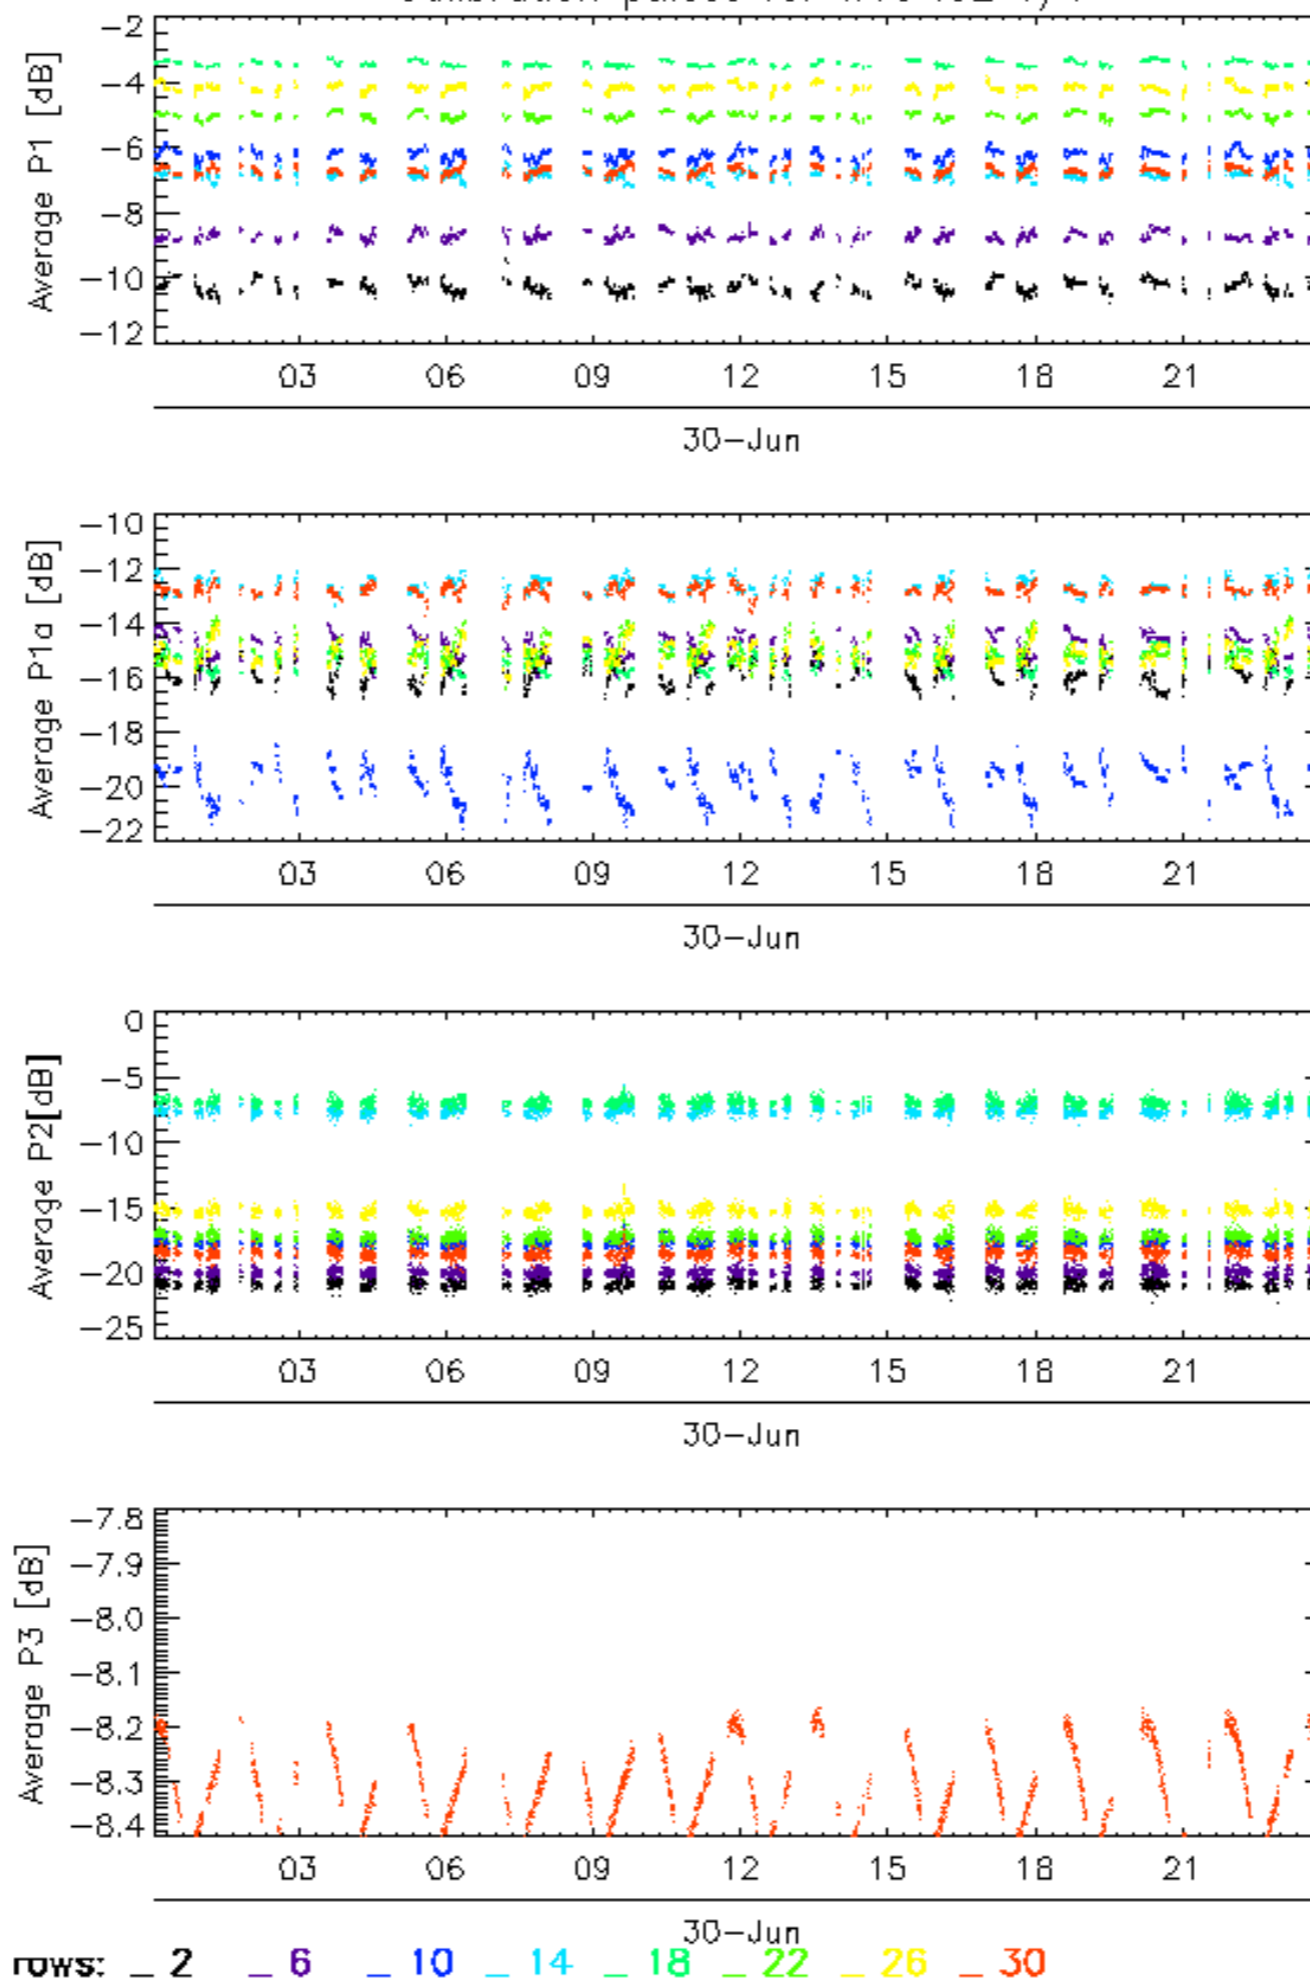 Average P1 [dB]
-2
-4
-6
-8
-10
-12
03 06 09 12 15 18 21
30-Jun
Average P1a [dB]
-10
-12
-14
-16
-18
-20
-22
03 06 09 12 15 18 21
30-Jun
Average P2[dB]
0
-5
-10
-15
-20
-25
03 06 09 12 15 18 21
30-Jun
Average P3 [dB]
-7.8
-7.9
-8.0
-8.1
-8.2
-8.3
-8.4
03 06 09 12 15 18 21
30-Jun
rows: _ 2 _ 6 _ 10 _ 14 _ 18 _ 22 _ 26 _ 30